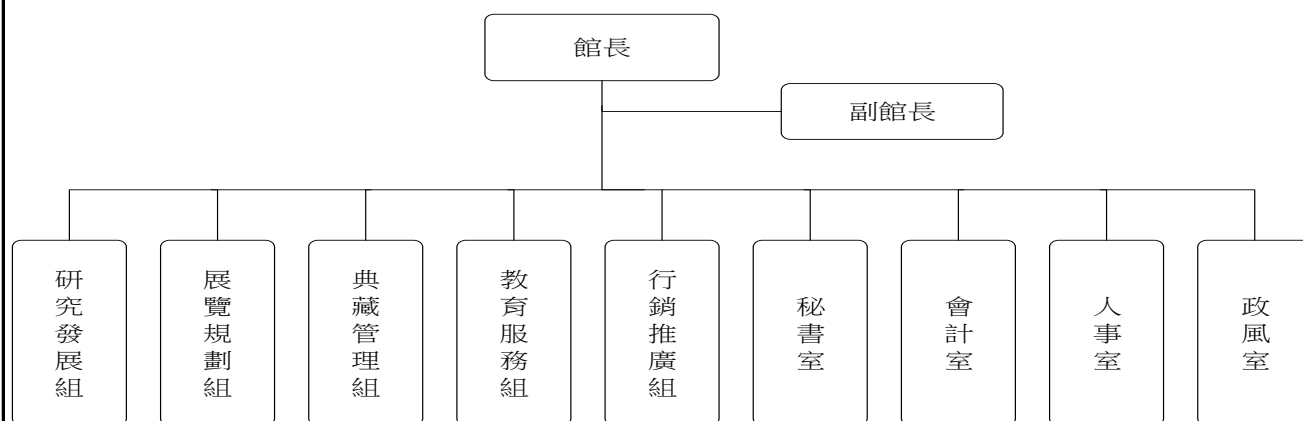 館長
副館長
研究發展組
展覽規劃組
典藏管理組
教育服務組
行銷推廣組
秘書室
會計室
人事室
政風室